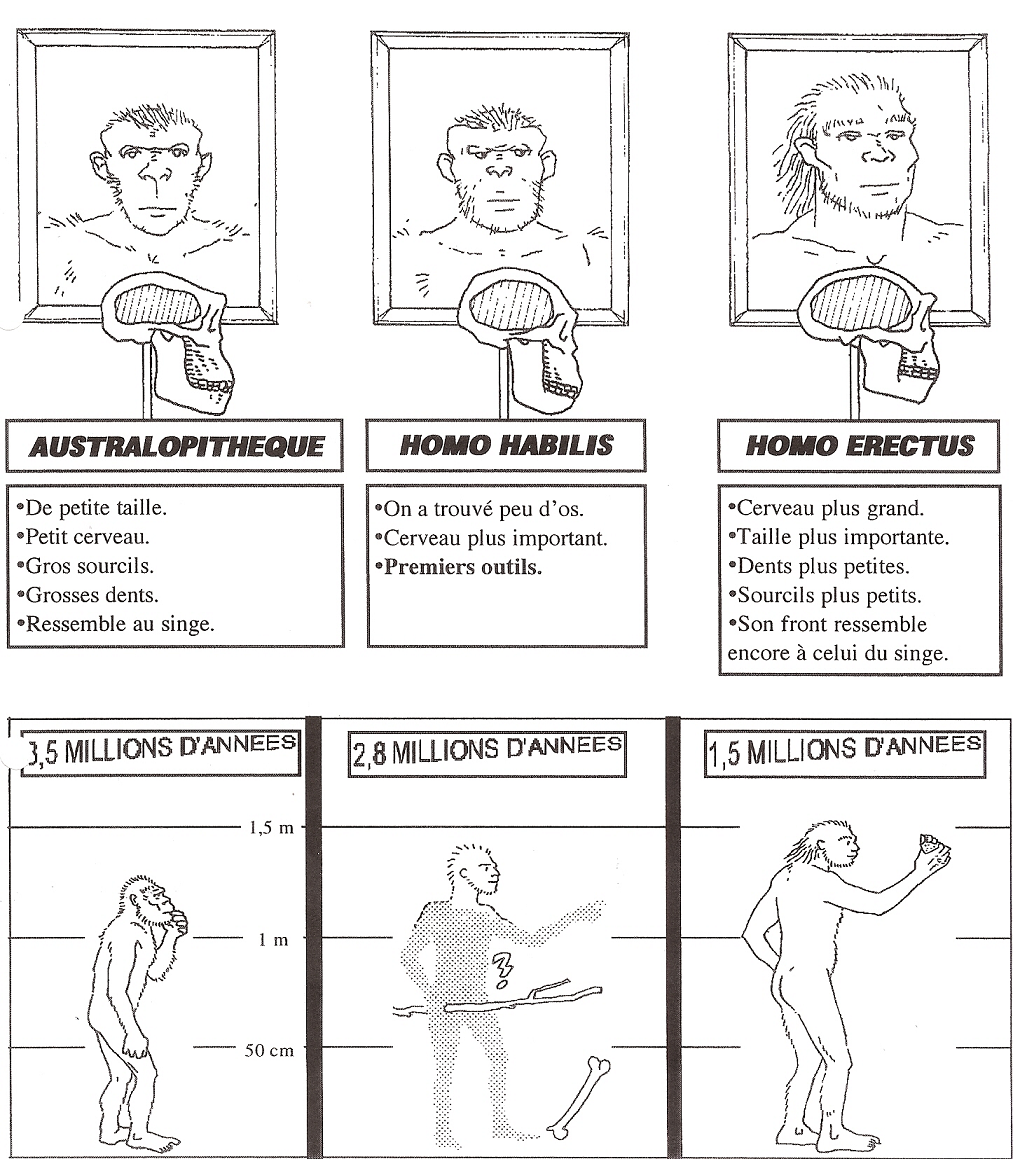 AUSTRALOPITHEQUE
•De petite taille.
•Petit cerveau.
•Gros sourcils.
•Grosses dents.
•Ressemble au singe.
HOMO HABILIS
•On a trouvé peu d'os.
•Cerveau plus important.
•Premiers outils.
HOMO ERECTUS
•Cerveau plus grand.
•Taille plus importante.
•Dents plus petites.
•Sourcils plus petits.
•Son front ressemble
encore à celui du singe.
3,5 MILLIONS D'ANNEES
2,8 MILLIONS D'ANNEES
1,5 MILLIONS D'ANNEES
1,5 m
1 m
50 cm
?